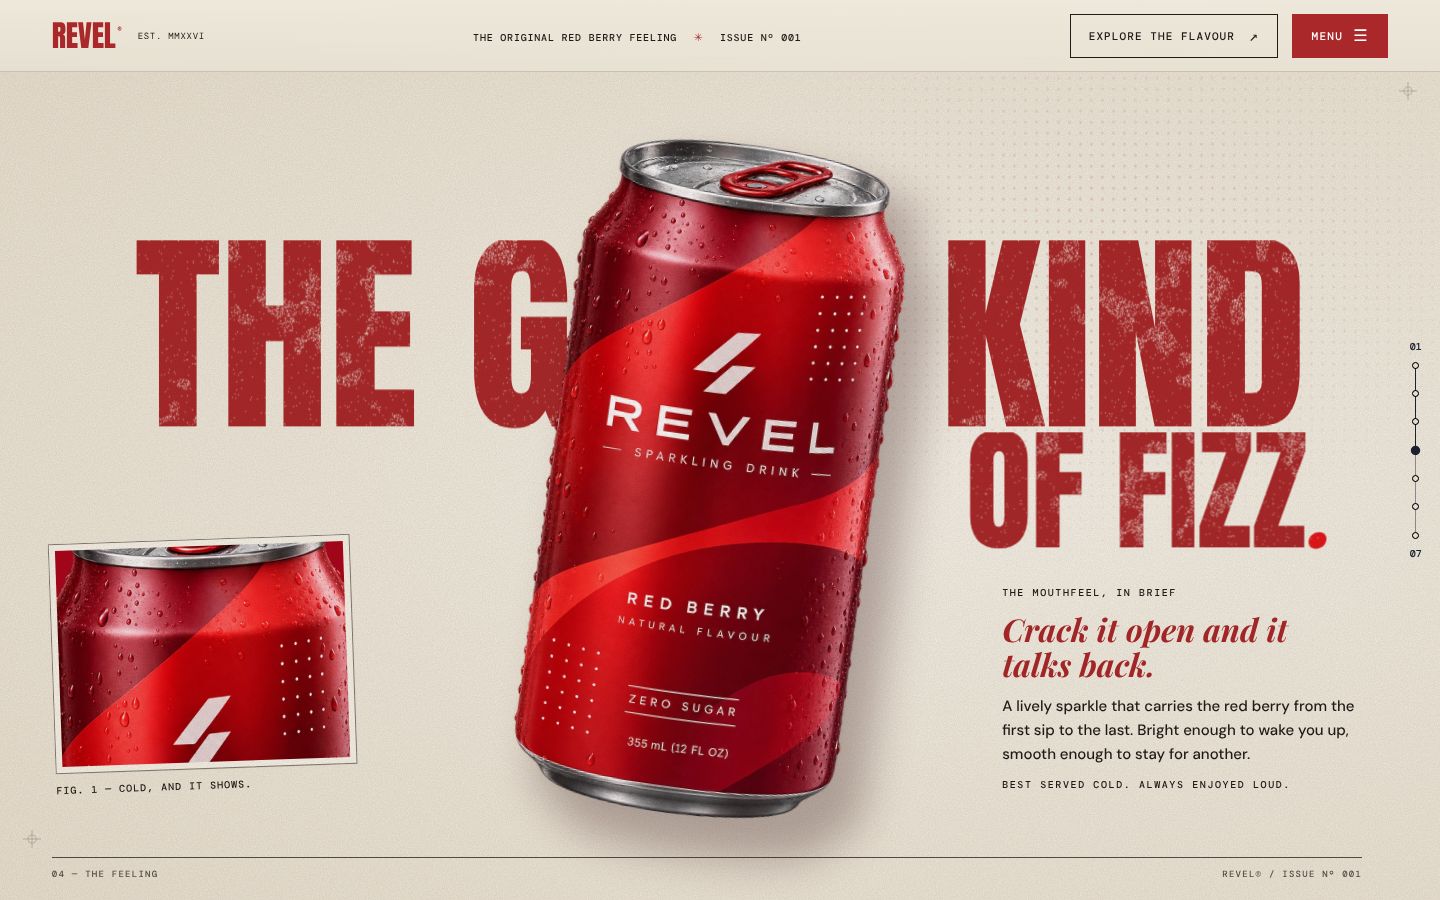 REVEL®
EST. MMXXVI
THE ORIGINAL RED BERRY FEELING ✳ ISSUE Nº 001
EXPLORE THE FLAVOUR ↗
MENU ☰
THE G KIND
OF FIZZ.
REVEL
— SPARKLING DRINK —
RED BERRY
NATURAL FLAVOUR
ZERO SUGAR
355 mL (12 FL OZ)
01
07
FIG. 1 — COLD, AND IT SHOWS.
THE MOUTHFEEL, IN BRIEF
Crack it open and it
talks back.
A lively sparkle that carries the red berry from the
first sip to the last. Bright enough to wake you up,
smooth enough to stay for another.
BEST SERVED COLD. ALWAYS ENJOYED LOUD.
04 — THE FEELING
REVEL® / ISSUE Nº 001